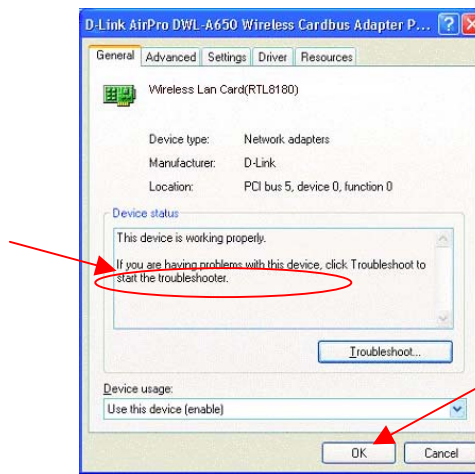 D-Link AirPro DWL-A650 Wireless Cardbus Adapter P...
General Advanced Settings Driver Resources
Wireless Lan Card(RTL8180)
Device type: Network adapters
Manufacturer: D-Link
Location: PCI bus 5, device 0, function 0
Device status
This device is working properly.
If you are having problems with this device, click Troubleshoot to
start the troubleshooter.
Troubleshoot...
Device usage:
Use this device (enable)
OK Cancel